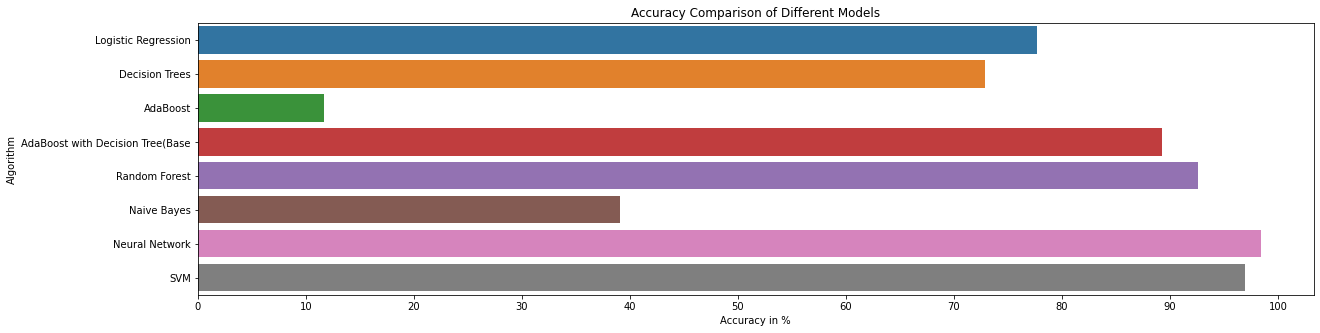 Accuracy Comparison of Different Models
Algorithm
Logistic Regression
Decision Trees
AdaBoost
AdaBoost with Decision Tree(Base
Random Forest
Naive Bayes
Neural Network
SVM
0 10 20 30 40 50 60 70 80 90 100
Accuracy in %